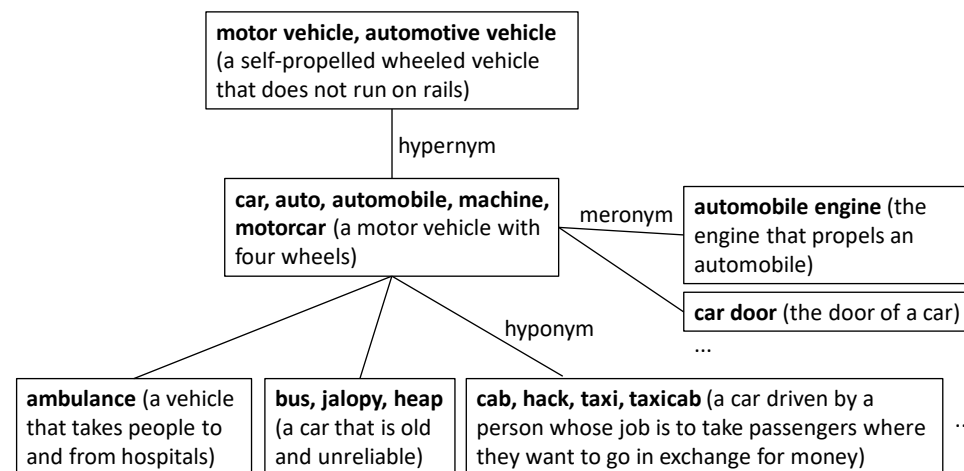 motor vehicle, automotive vehicle
(a self-propelled wheeled vehicle
that does not run on rails)
hypernym
car, auto, automobile, machine,
motorcar (a motor vehicle with
four wheels)
meronym
automobile engine (the
engine that propels an
automobile)
car door (the door of a car)
...
hyponym
ambulance (a vehicle
that takes people to
and from hospitals)
bus, jalopy, heap
(a car that is old
and unreliable)
cab, hack, taxi, taxicab (a car driven by a
person whose job is to take passengers where
they want to go in exchange for money)
..